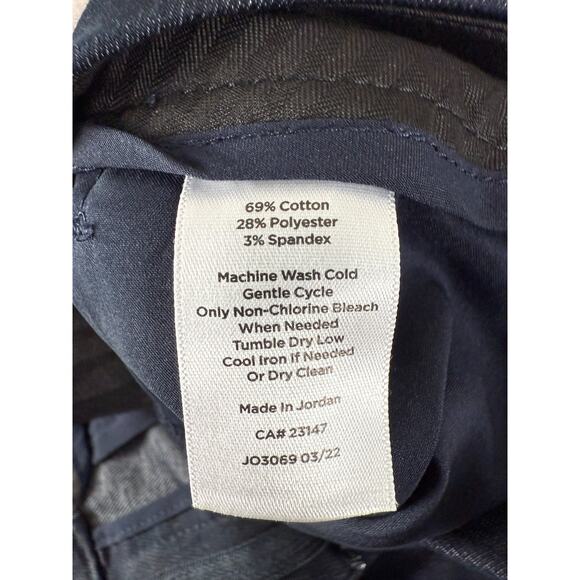 69% Cotton
28% Polyester
3% Spandex
Machine Wash Cold
Gentle Cycle
Only Non-Chlorine Bleach
When Needed
Tumble Dry Low
Cool Iron If Needed
Or Dry Clean
Made In Jordan
CA# 23147
JO3069 03/22